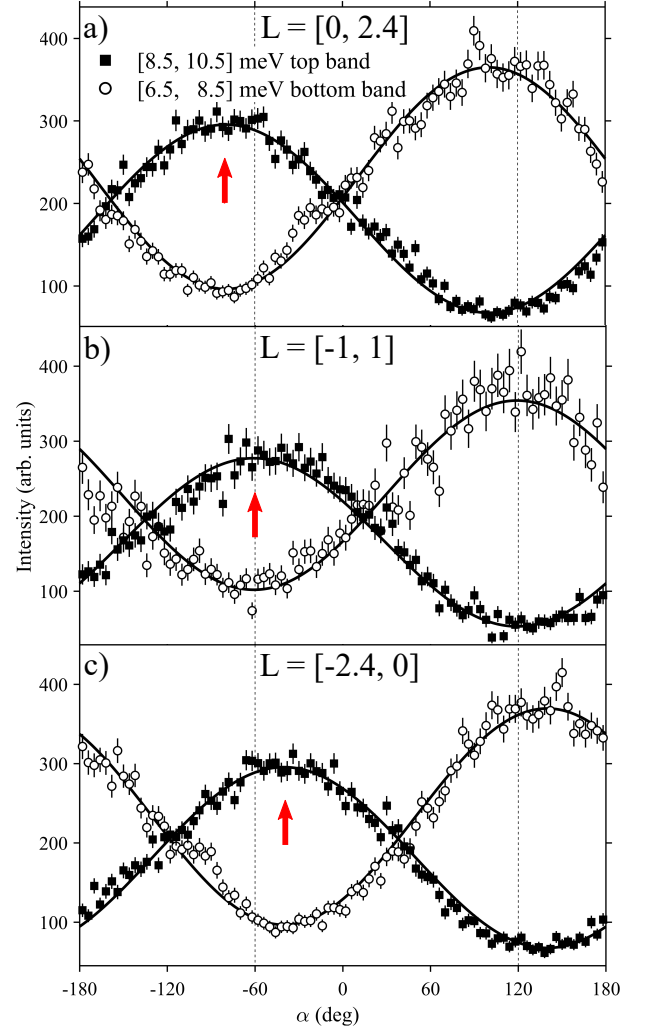 a) L = [0, 2.4]
[8.5, 10.5] meV top band
[6.5, 8.5] meV bottom band
400
300
200
100
b) L = [-1, 1]
400
300
200
100
Intensity (arb. units)
c) L = [-2.4, 0]
400
300
200
100
-180 -120 -60 0 60 120 180
α (deg)